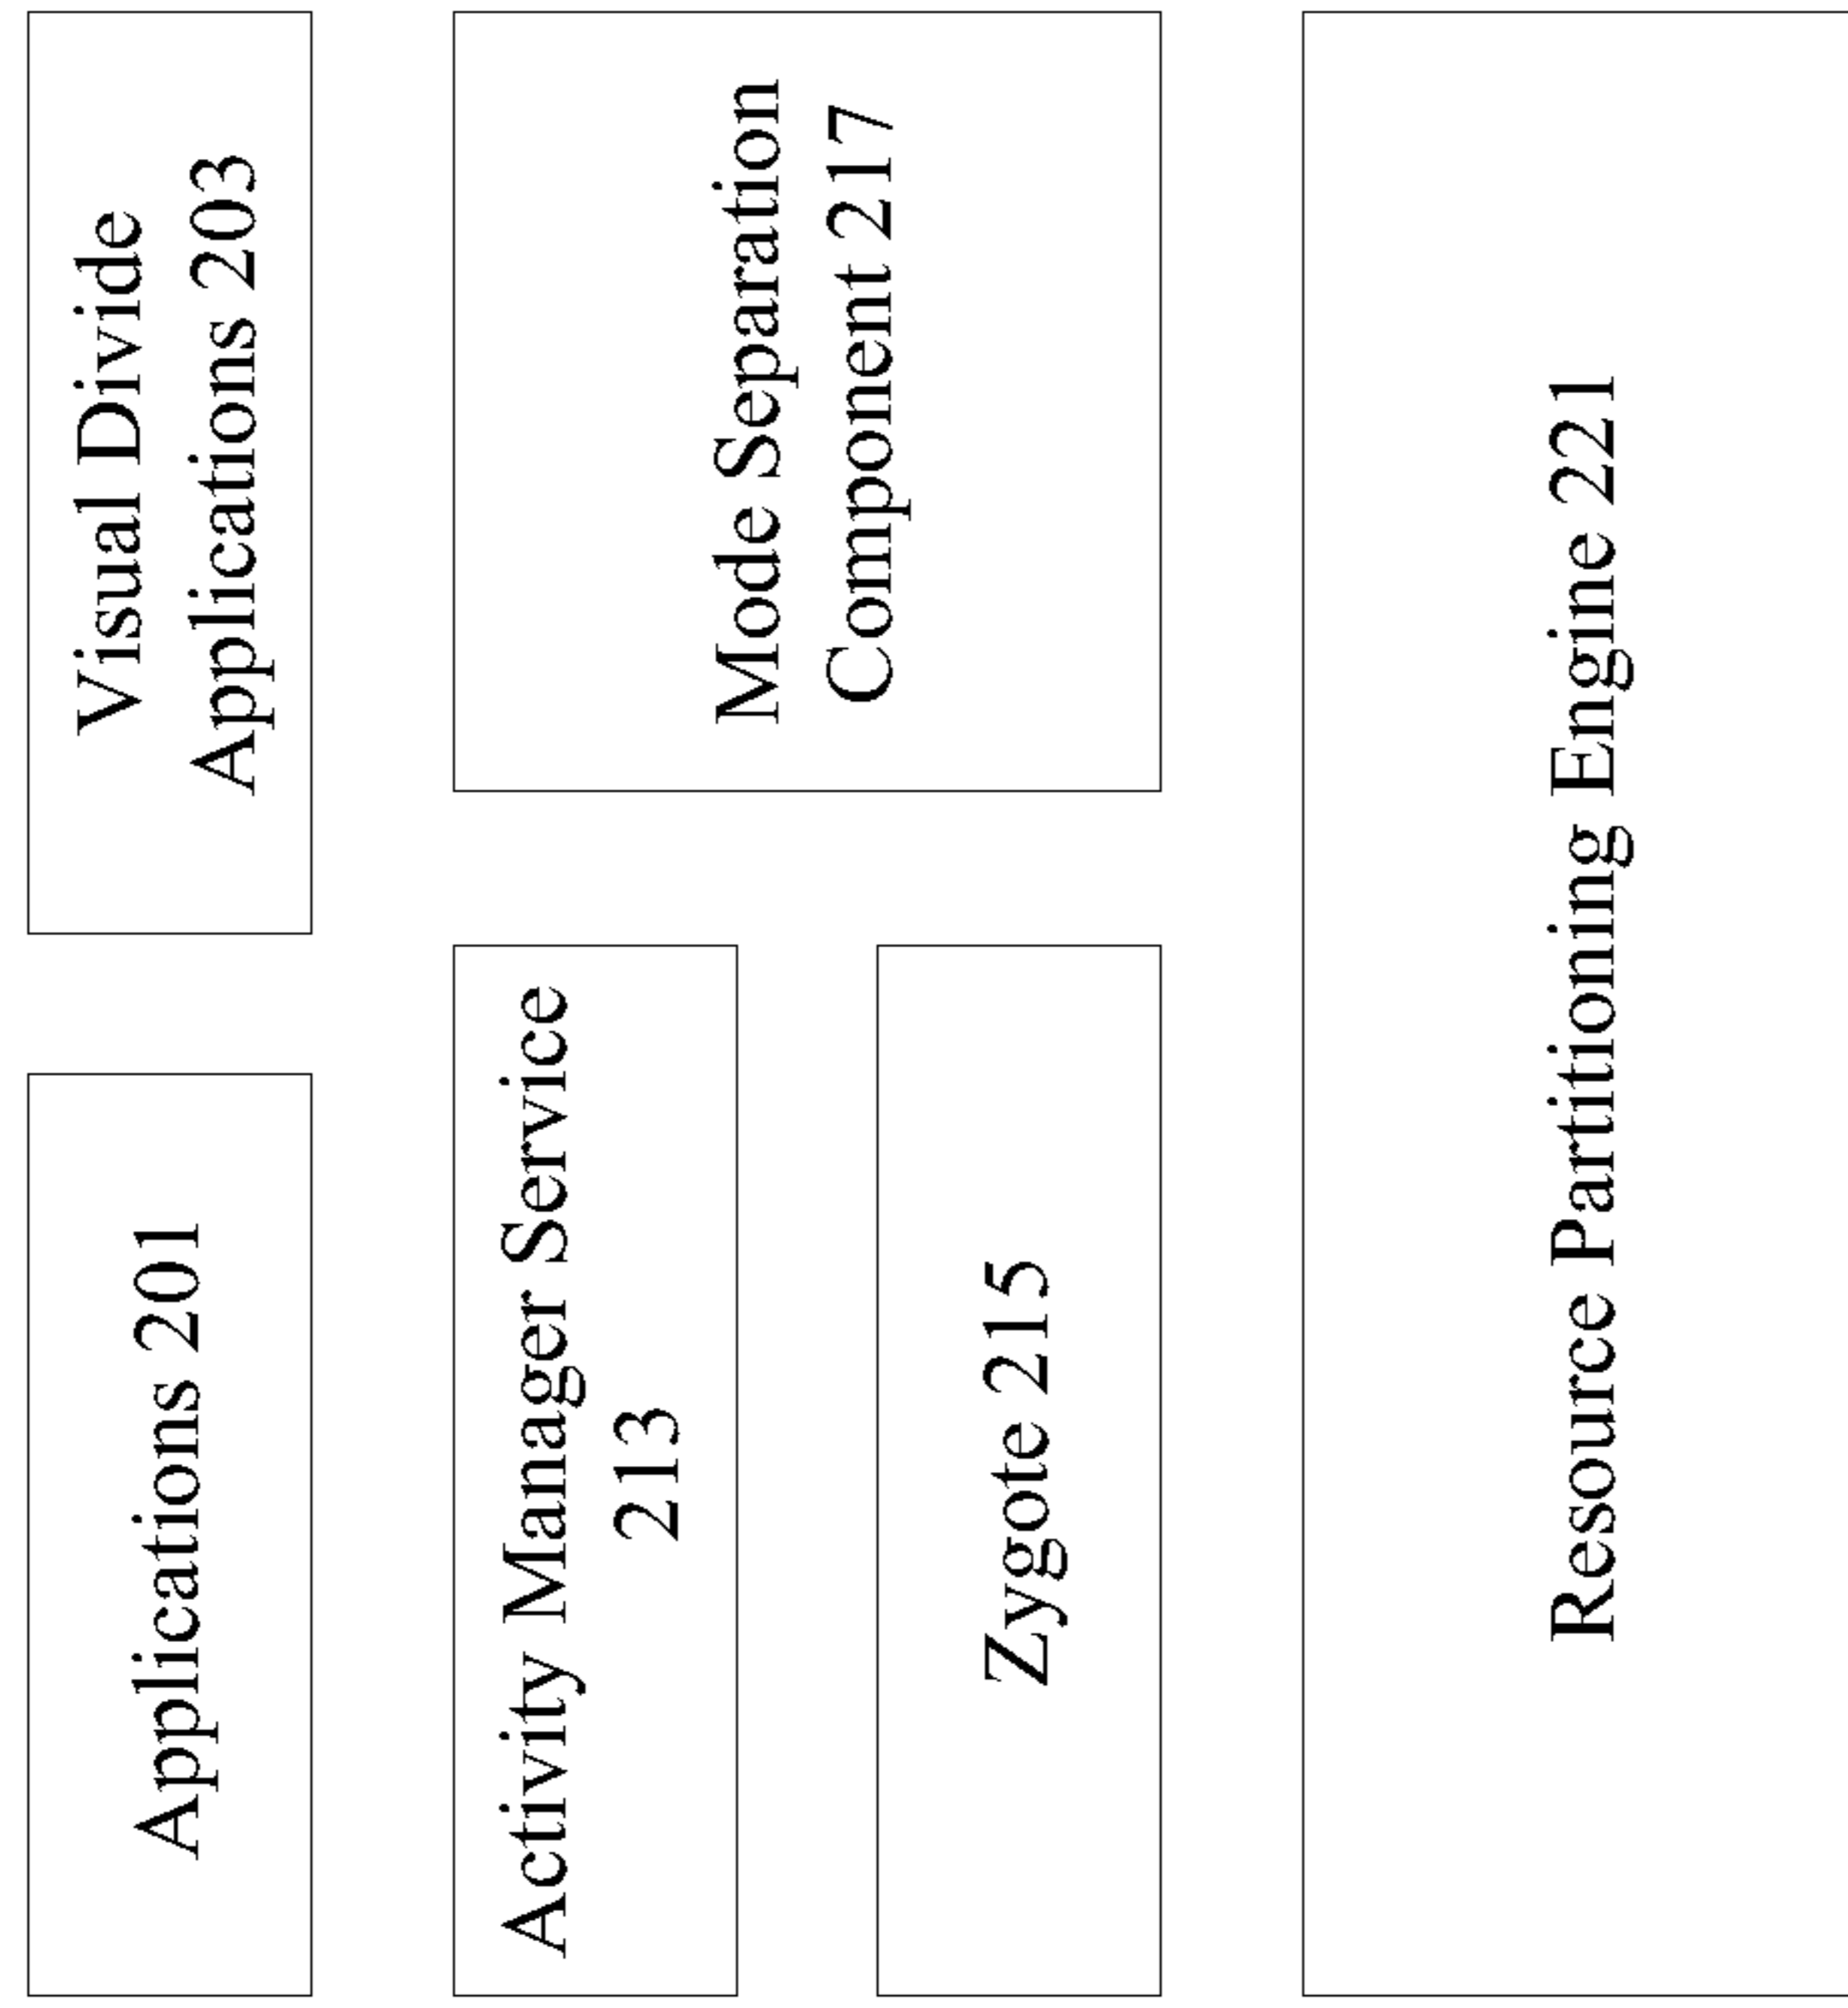 Applications 201
Visual Divide
Applications 203
Activity Manager Service
213
Mode Separation
Component 217
Zygote 215
Resource Partitioning Engine 221